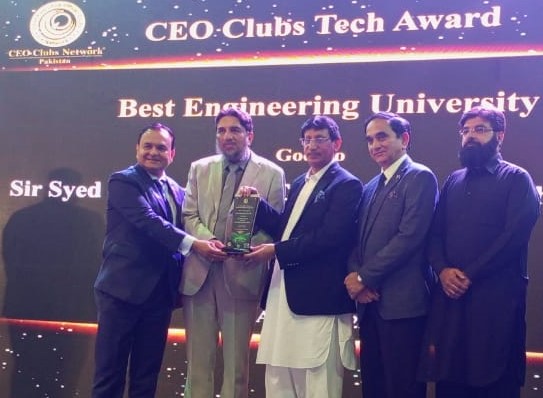 CEO Clubs Network
Pakistan
CEO Clubs Tech Award
Best Engineering University
Sir Syed